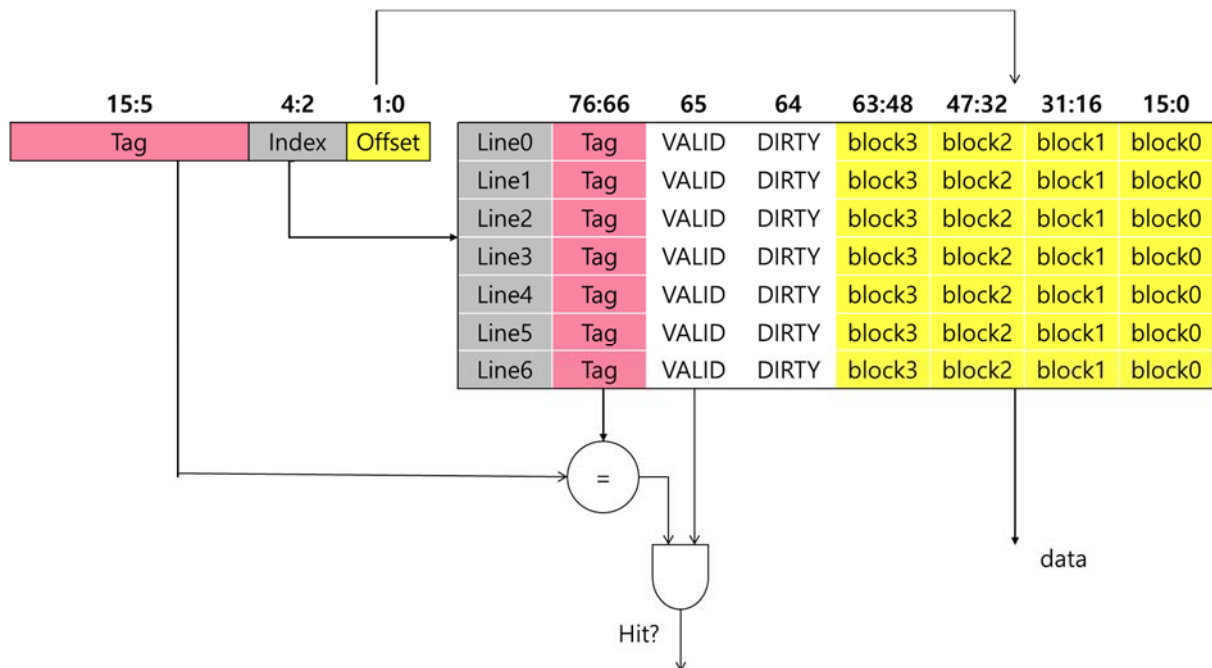 15:5 4:2 1:0 76:66 65 64 63:48 47:32 31:16 15:0
Tag Index Offset Line0 Tag VALID DIRTY block3 block2 block1 block0
Line1 Tag VALID DIRTY block3 block2 block1 block0
Line2 Tag VALID DIRTY block3 block2 block1 block0
Line3 Tag VALID DIRTY block3 block2 block1 block0
Line4 Tag VALID DIRTY block3 block2 block1 block0
Line5 Tag VALID DIRTY block3 block2 block1 block0
Line6 Tag VALID DIRTY block3 block2 block1 block0
=
data
Hit?